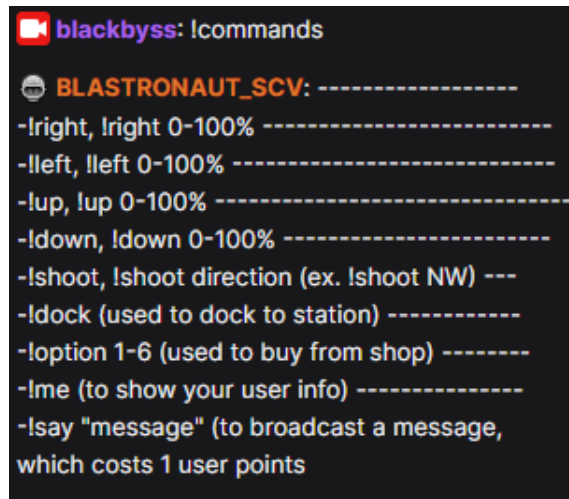 blackbyss: !commands
BLASTRONAUT_SCV: ------------------
-!right, !right 0-100% --------------------------
-!left, !left 0-100% -----------------------------
-!up, !up 0-100% --------------------------------
-!down, !down 0-100% ------------------------
-!shoot, !shoot direction (ex. !shoot NW) ---
-!dock (used to dock to station) ------------
-!option 1-6 (used to buy from shop) --------
-!me (to show your user info) ---------------
-!say "message" (to broadcast a message,
which costs 1 user points